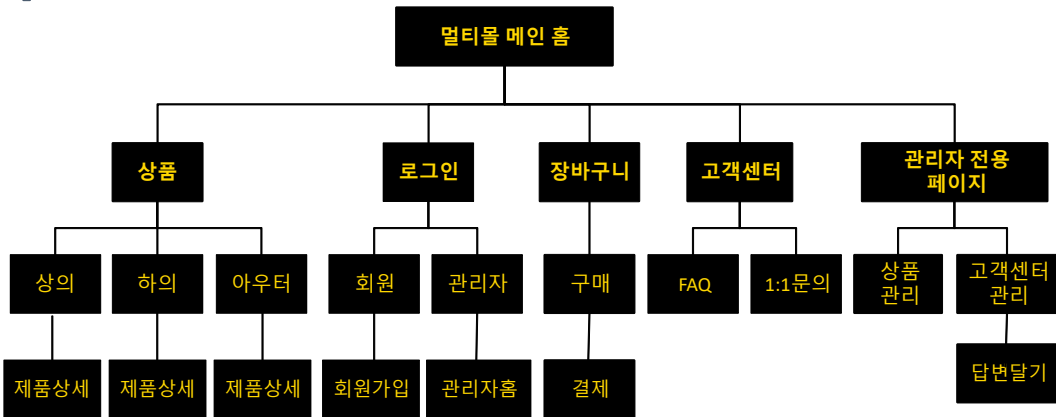 멀티몰 메인 홈
상품
로그인
장바구니
고객센터
관리자 전용
페이지
상의
하의
아우터
회원
관리자
구매
FAQ
1:1문의
상품
관리
고객센터
관리
제품상세
제품상세
제품상세
회원가입
관리자홈
결제
답변달기